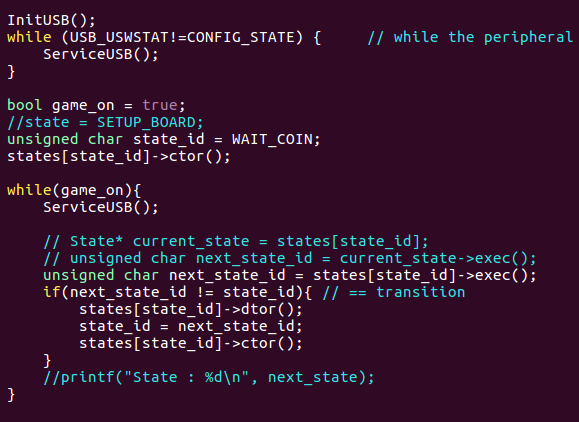 InitUSB();
while (USB_USWSTAT!=CONFIG_STATE) {     // while the peripheral
    ServiceUSB();
}

bool game_on = true;
//state = SETUP_BOARD;
unsigned char state_id = WAIT_COIN;
states[state_id]->ctor();

while(game_on){
    ServiceUSB();

    // State* current_state = states[state_id];
    // unsigned char next_state_id = current_state->exec();
    unsigned char next_state_id = states[state_id]->exec();
    if(next_state_id != state_id){ // == transition
        states[state_id]->dtor();
        state_id = next_state_id;
        states[state_id]->ctor();
    }
    //printf("State : %d\n", next_state);
}